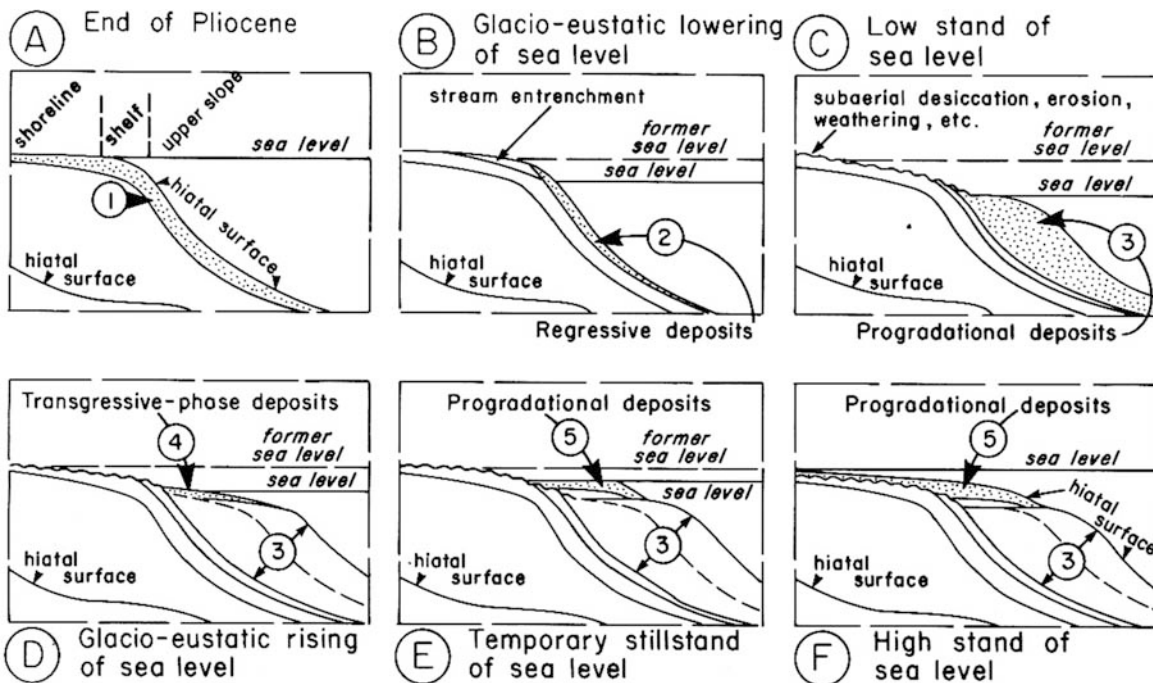 A
End of Pliocene
shoreline
shelf
upper slope
sea level
1
hiatal surface
hiatal
surface
B
Glacio-eustatic lowering
of sea level
stream entrenchment
former
sea level
sea level
2
hiatal
surface
Regressive deposits
C
Low stand of
sea level
subaerial desiccation, erosion,
weathering, etc.
former
sea level
sea level
3
hiatal
surface
Progradational deposits
Transgressive-phase deposits
4
former
sea level
sea level
3
hiatal
surface
D
Glacio-eustatic rising
of sea level
Progradational deposits
5
former
sea level
sea level
3
hiatal
surface
E
Temporary stillstand
of sea level
Progradational deposits
5
sea level
hiatal
surface
3
hiatal
surface
F
High stand of
sea level